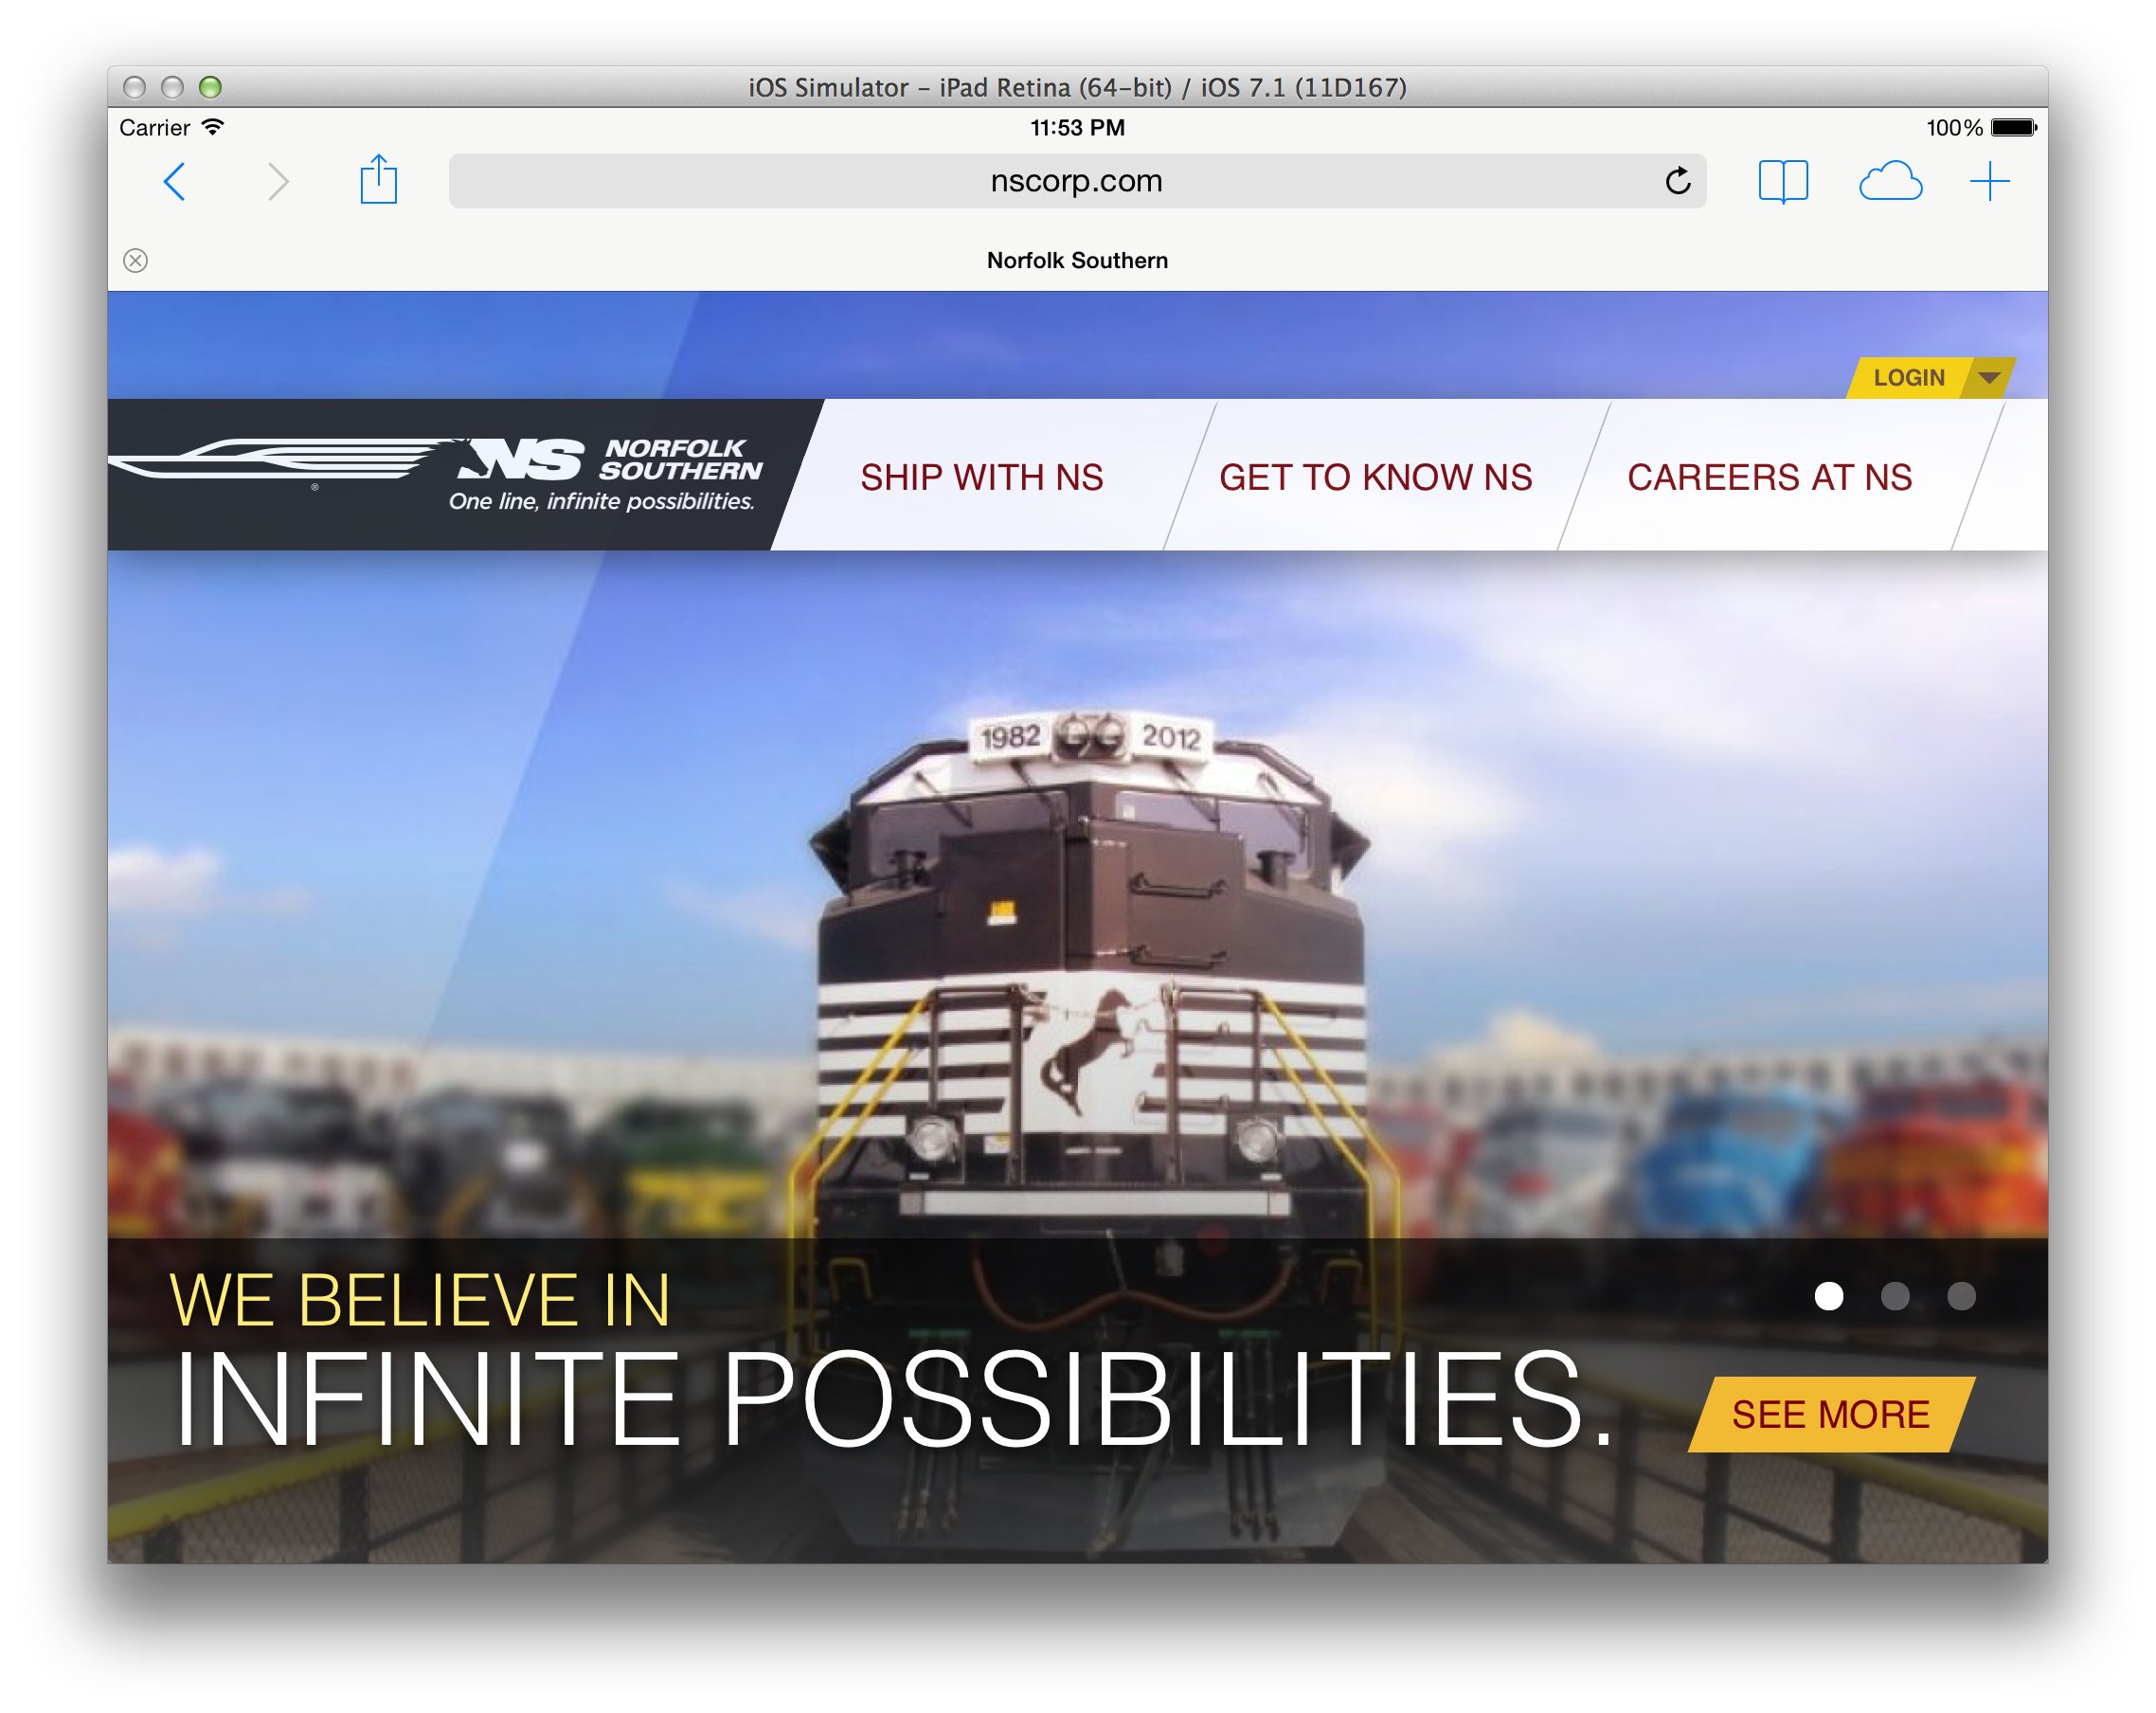 iOS Simulator – iPad Retina (64-bit) / iOS 7.1 (11D167)
Carrier 11:53 PM 100%
nscorp.com
Norfolk Southern
LOGIN
NS NORFOLK SOUTHERN
®
One line, infinite possibilities.
SHIP WITH NS GET TO KNOW NS CAREERS AT NS
1982 2012
WE BELIEVE IN
INFINITE POSSIBILITIES.
SEE MORE